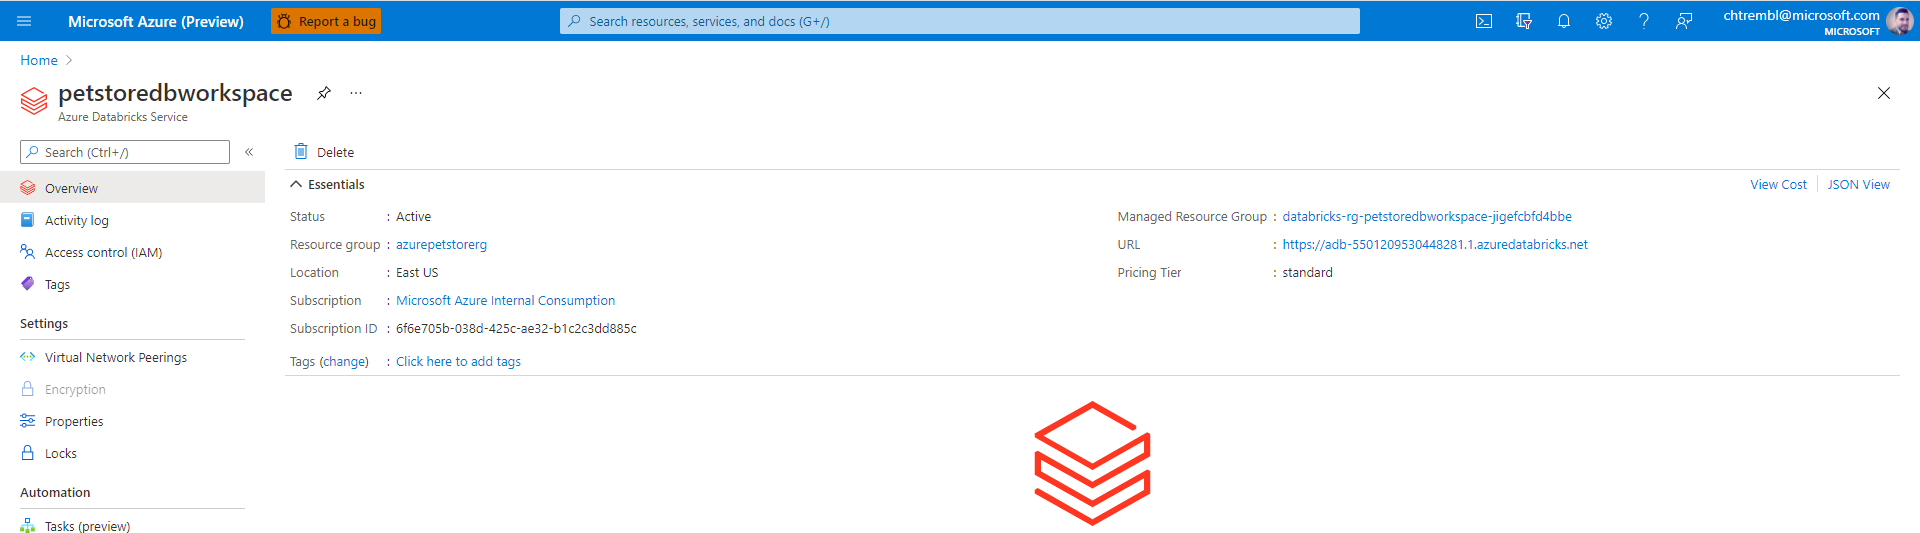 Microsoft Azure (Preview)
Report a bug
Search resources, services, and docs (G+/)
chtrembl@microsoft.com
MICROSOFT
Home
petstoredbworkspace
Azure Databricks Service
Search (Ctrl+/)
Overview
Activity log
Access control (IAM)
Tags
Settings
Virtual Network Peerings
Encryption
Properties
Locks
Automation
Tasks (preview)
Delete
Essentials
View Cost
JSON View
Status : Active
Resource group : azurepetstorerg
Location : East US
Subscription : Microsoft Azure Internal Consumption
Subscription ID : 6f6e705b-038d-425c-ae32-b1c2c3dd885c
Tags (change) : Click here to add tags
Managed Resource Group : databricks-rg-petstoredbworkspace-jigefcbfd4bbe
URL : https://adb-5501209530448281.1.azuredatabricks.net
Pricing Tier : standard